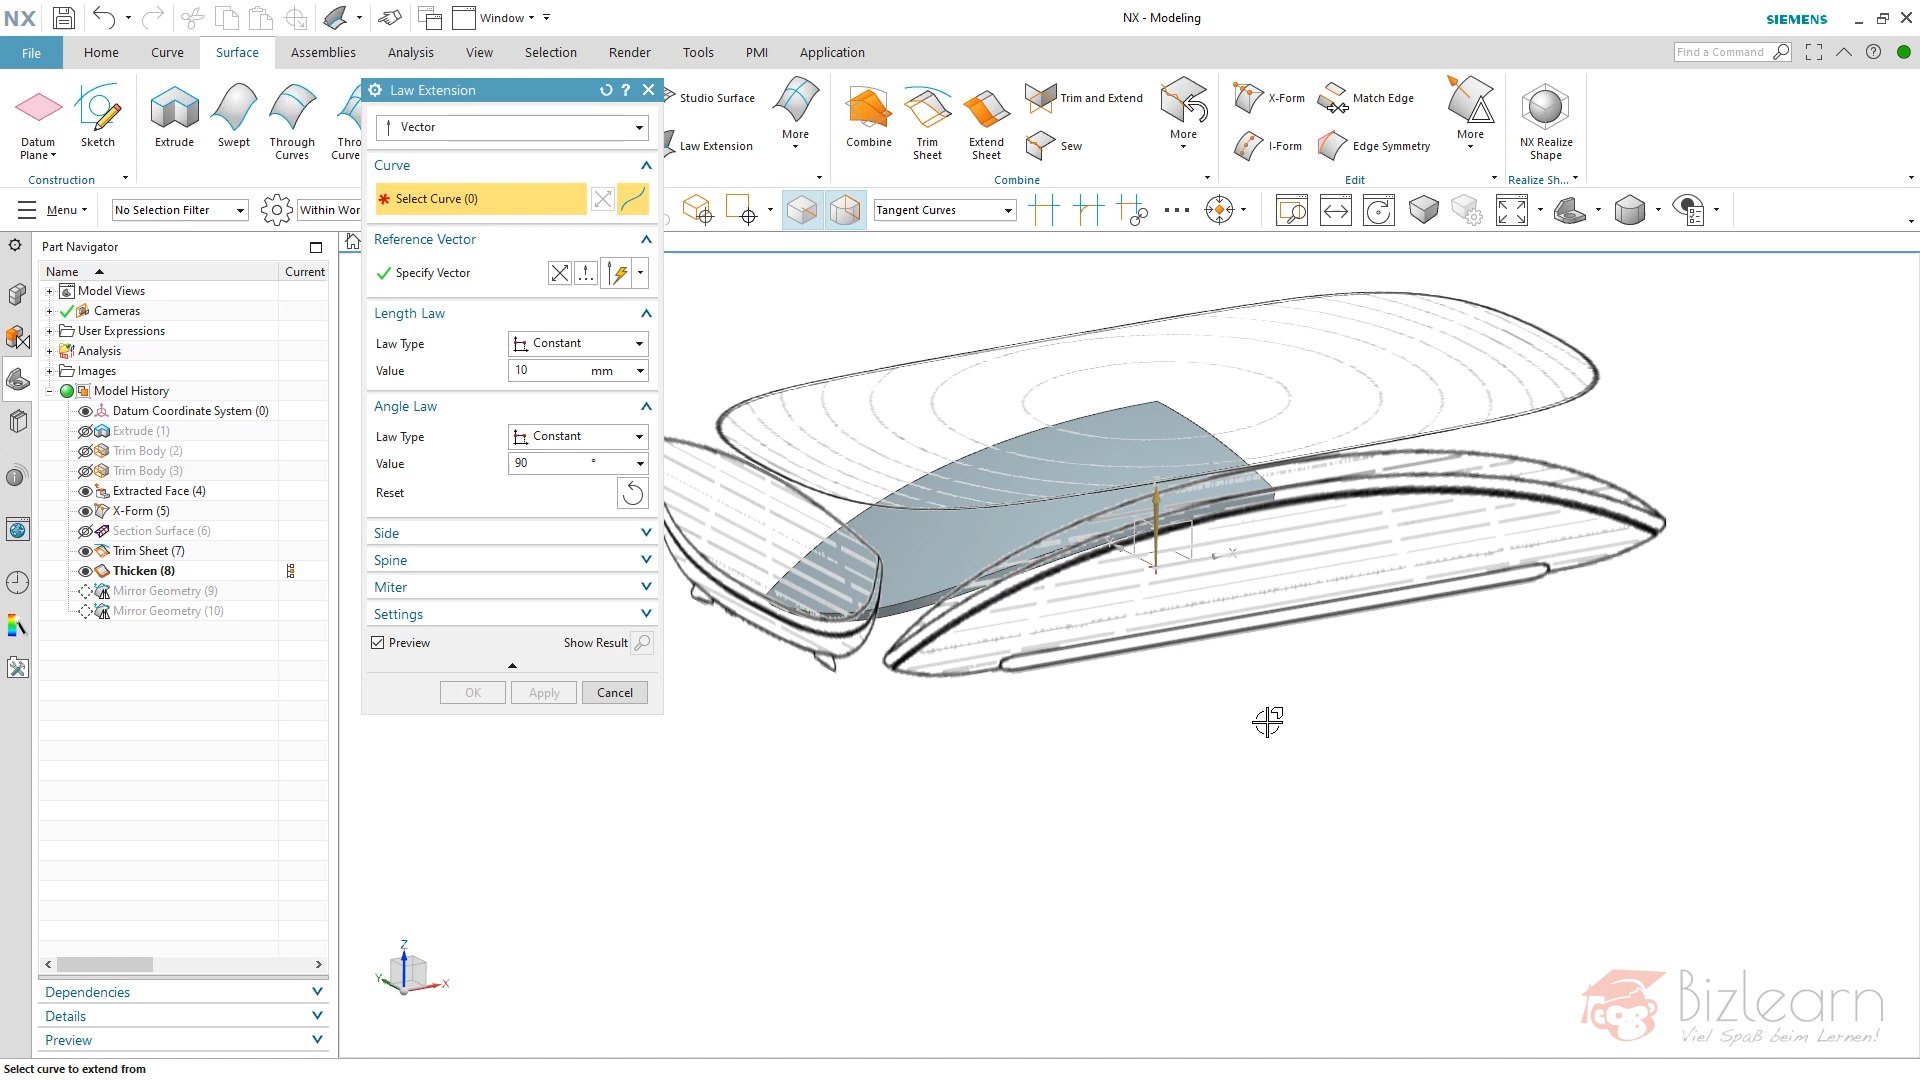 NX
Window
NX - Modeling
SIEMENS
File
Home
Curve
Surface
Assemblies
Analysis
View
Selection
Render
Tools
PMI
Application
Find a Command
Datum
Plane
Sketch
Extrude
Swept
Through
Curves
Thro
Curve
Construction
Studio Surface
Law Extension
More
Combine
Trim
Sheet
Extend
Sheet
Trim and Extend
Sew
More
Combine
X-Form
I-Form
Match Edge
Edge Symmetry
More
Edit
NX Realize
Shape
Realize Sh...
Menu
No Selection Filter
Within Wor
Tangent Curves
Law Extension
Vector
Curve
Select Curve (0)
Reference Vector
Specify Vector
Length Law
Law Type
Constant
Value
10 mm
Angle Law
Law Type
Constant
Value
90 °
Reset
Side
Spine
Miter
Settings
Preview
Show Result
OK
Apply
Cancel
Part Navigator
Name
Current
Model Views
Cameras
User Expressions
Analysis
Images
Model History
Datum Coordinate System (0)
Extrude (1)
Trim Body (2)
Trim Body (3)
Extracted Face (4)
X-Form (5)
Section Surface (6)
Trim Sheet (7)
Thicken (8)
Mirror Geometry (9)
Mirror Geometry (10)
Dependencies
Details
Preview
X
Z
Y
X
Bizlearn
Viel Spaß beim Lernen!
Select curve to extend from